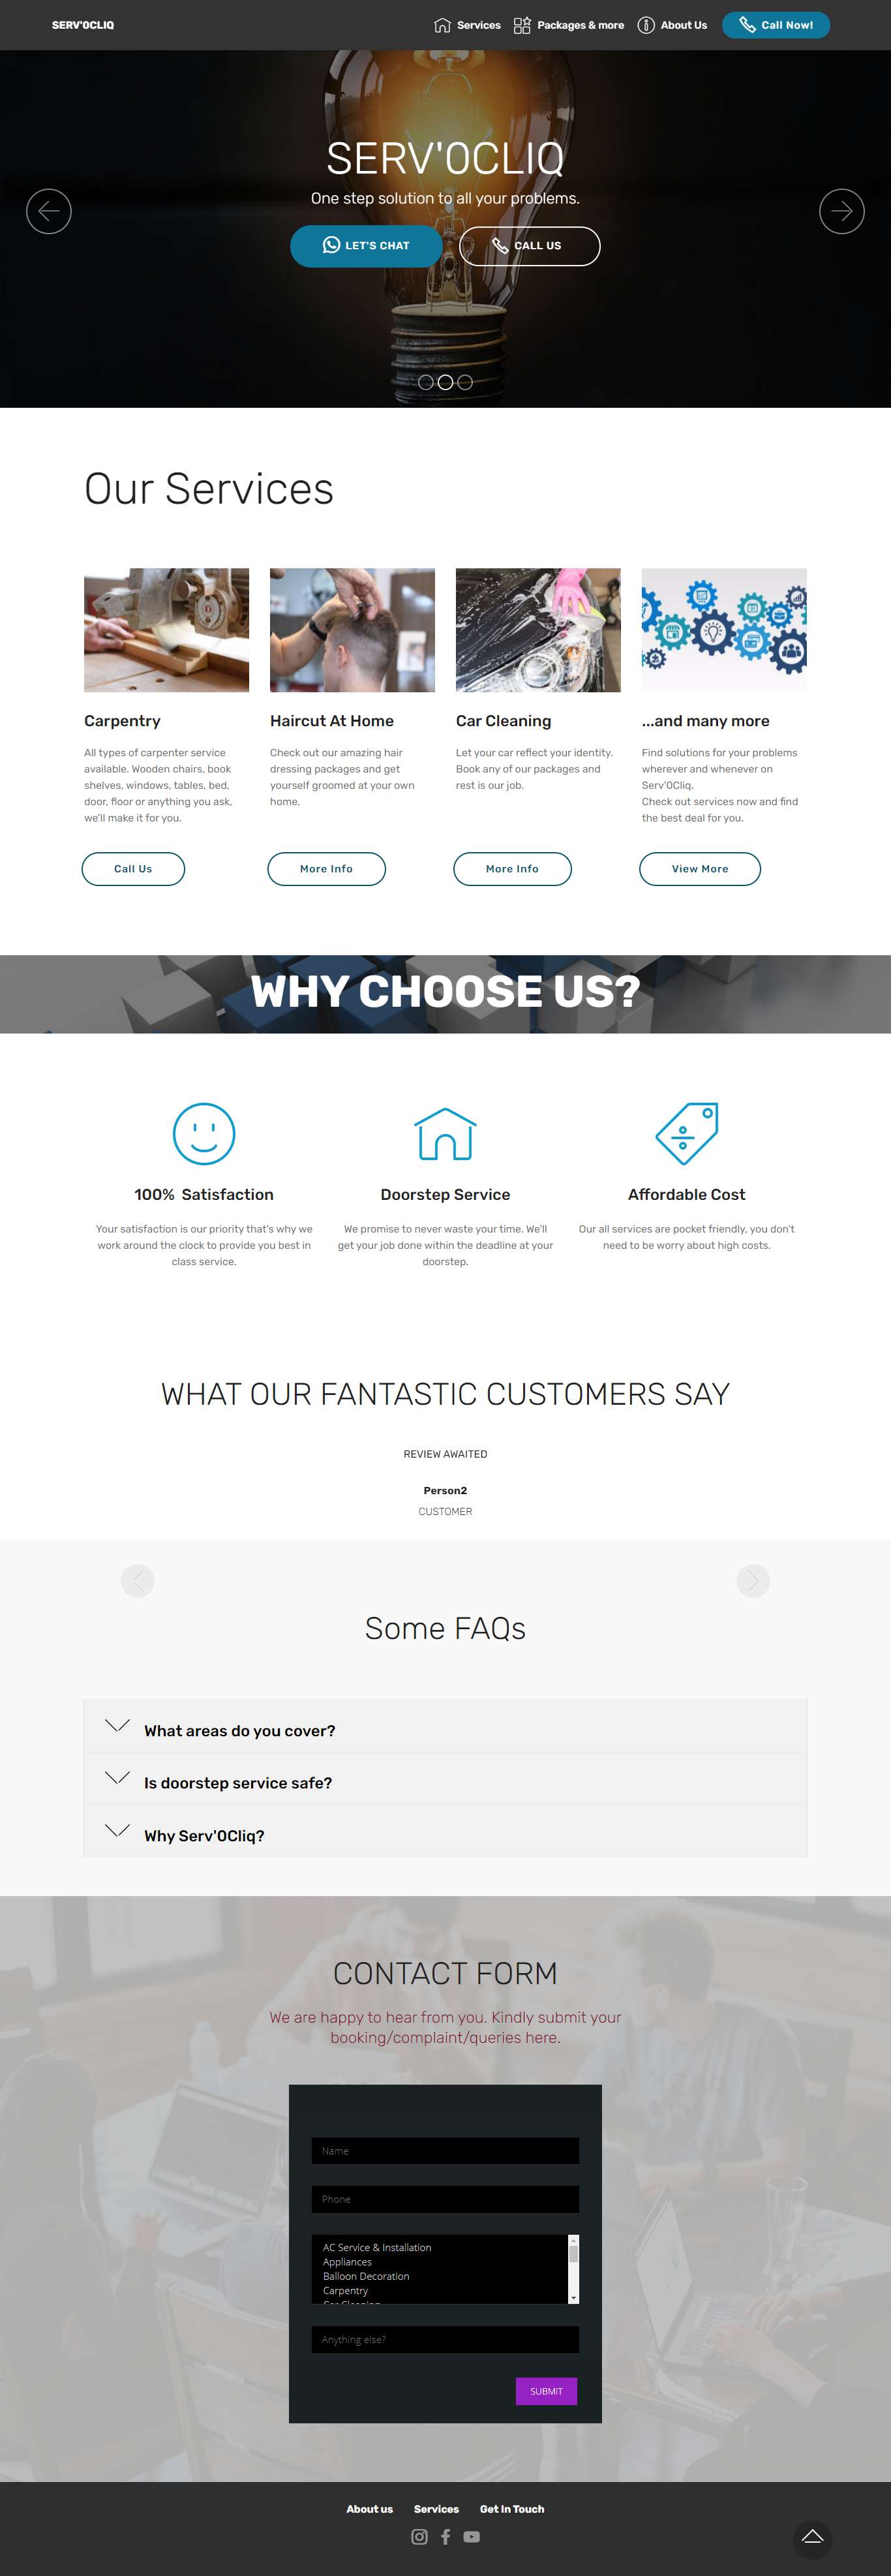 SERV'0CLIQ
Services
Packages & more
About Us
Call Now!
SERV'0CLIQ
One step solution to all your problems.
LET'S CHAT
CALL US
Our Services
Carpentry
All types of carpenter service
available. Wooden chairs, book
shelves, windows, tables, bed,
door, floor or anything you ask,
we'll make it for you.
Call Us
Haircut At Home
Check out our amazing hair
dressing packages and get
yourself groomed at your own
home.
More Info
Car Cleaning
Let your car reflect your identity.
Book any of our packages and
rest is our job.
More Info
...and many more
Find solutions for your problems
wherever and whenever on
Serv'0Cliq.
Check out services now and find
the best deal for you.
View More
WHY CHOOSE US?
100% Satisfaction
Your satisfaction is our priority that's why we
work around the clock to provide you best in
class service.
Doorstep Service
We promise to never waste your time. We'll
get your job done within the deadline at your
doorstep.
Affordable Cost
Our all services are pocket friendly, you don't
need to be worry about high costs.
WHAT OUR FANTASTIC CUSTOMERS SAY
REVIEW AWAITED
Person2
CUSTOMER
Some FAQs
What areas do you cover?
Is doorstep service safe?
Why Serv'0Cliq?
CONTACT FORM
We are happy to hear from you. Kindly submit your
booking/complaint/queries here.
Name
Phone
AC Service & Installation
Appliances
Balloon Decoration
Carpentry
Car Cleaning
Anything else?
SUBMIT
About us
Services
Get In Touch